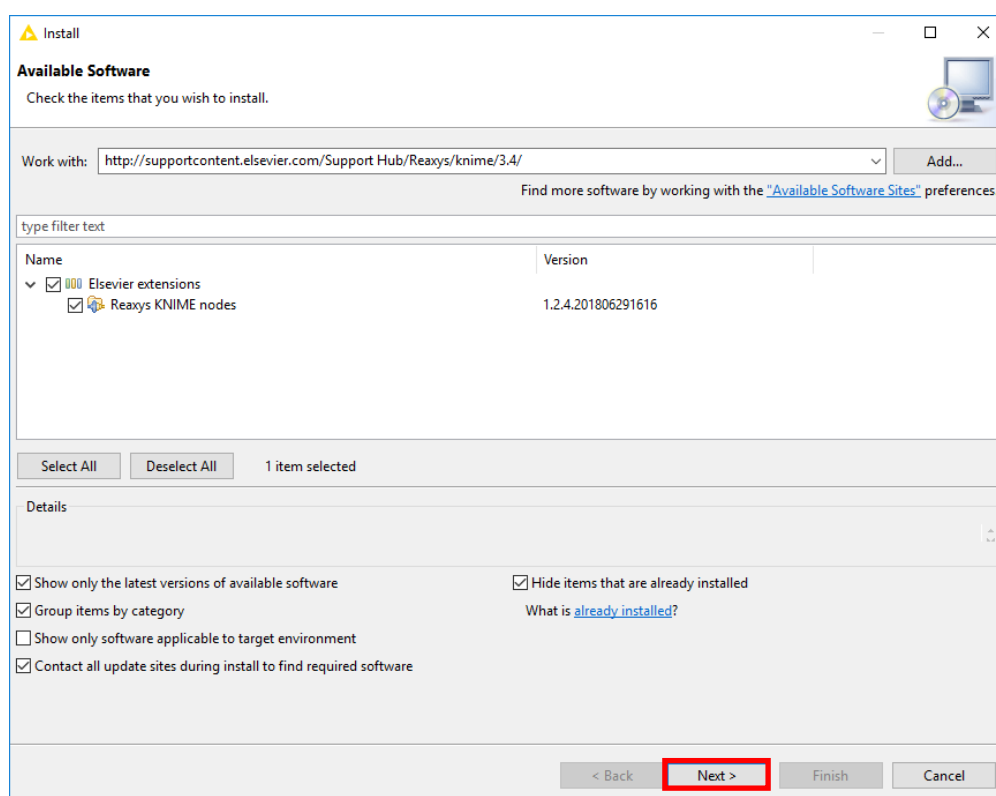 Install
Available Software
Check the items that you wish to install.
Work with: http://supportcontent.elsevier.com/Support Hub/Reaxys/knime/3.4/ Add...
Find more software by working with the "Available Software Sites" preferences
type filter text
Name Version
Elsevier extensions
Reaxys KNIME nodes 1.2.4.201806291616
Select All Deselect All 1 item selected
Details
Show only the latest versions of available software Hide items that are already installed
Group items by category What is already installed?
Show only software applicable to target environment
Contact all update sites during install to find required software
< Back Next > Finish Cancel